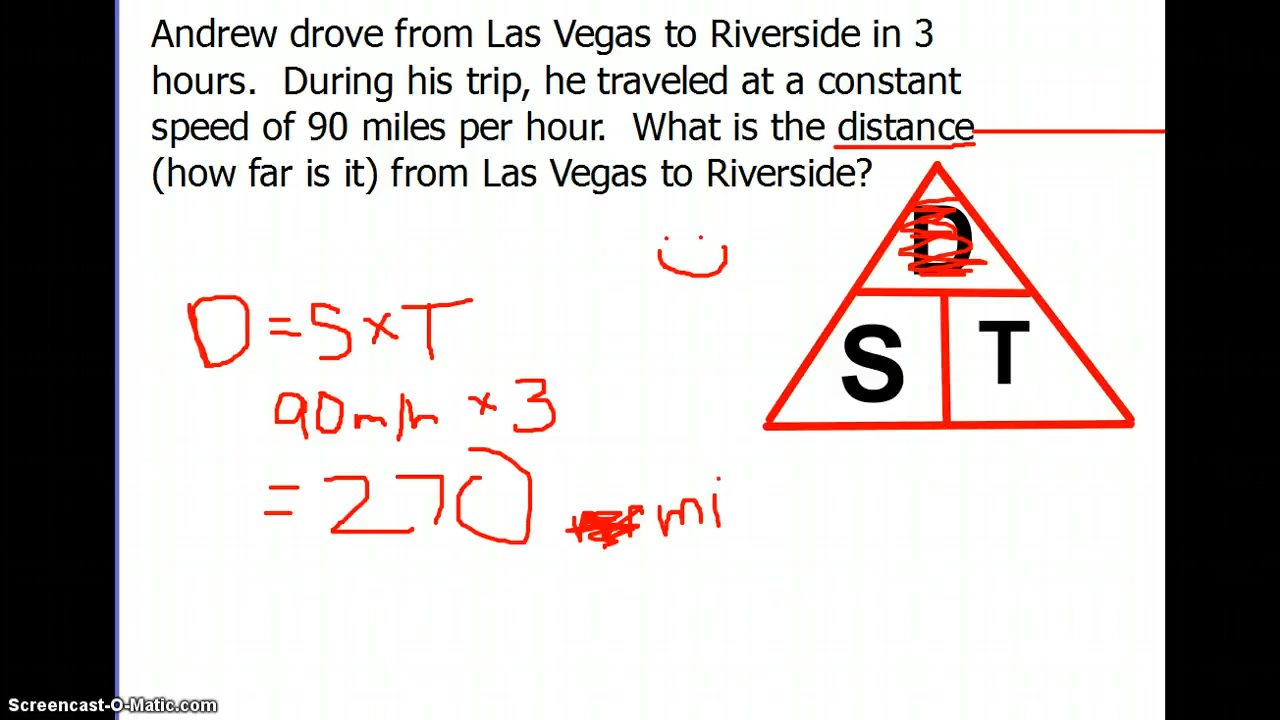 Andrew drove from Las Vegas to Riverside in 3
hours.  During his trip, he traveled at a constant
speed of 90 miles per hour.  What is the distance
(how far is it) from Las Vegas to Riverside?
D
S T
D = S x T
90m/h x 3
= 270 mi
Screencast-O-Matic.com